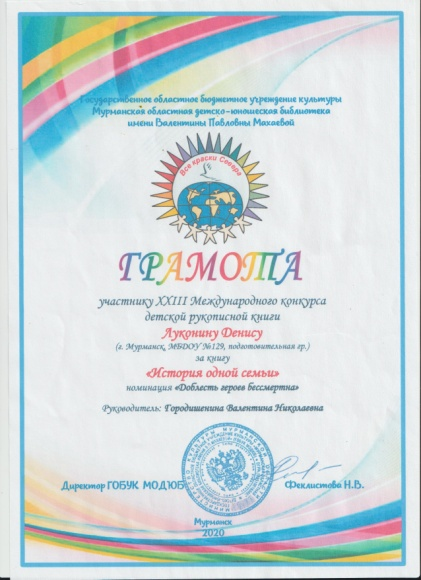 Государственное областное бюджетное учреждение культуры
Мурманская областная детско-юношеская библиотека
имени Валентины Павловны Махаевой
Все краски Севера
ГРАМОТА
участнику XXIII Международного конкурса
детской рукописной книги
Луконину Денису
(г. Мурманск, МБДОУ №129, подготовительная гр.)
за книгу
«История одной семьи»
номинация «Доблесть героев бессмертна»
Руководитель: Городишенина Валентина Николаевна
Директор ГОБУК МОДЮБ
Феклистова Н.В.
Мурманск
2020